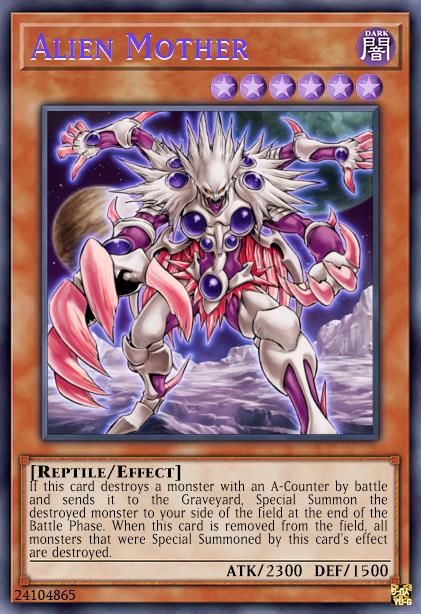 ALIEN MOTHER
DARK
闇
[REPTILE/EFFECT]
If this card destroys a monster with an A-Counter by battle
and sends it to the Graveyard, Special Summon the
destroyed monster to your side of the field at the end of the
Battle Phase. When this card is removed from the field, all
monsters that were Special Summoned by this card's effect
are destroyed.
ATK/2300 DEF/1500
24104865